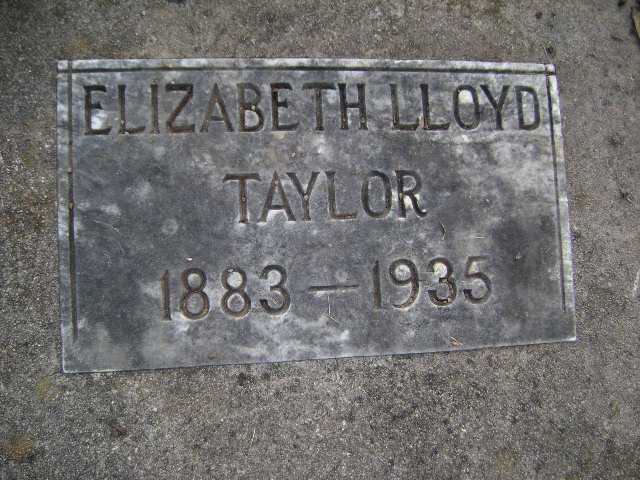 ELIZABETH LLOYD
TAYLOR
1883 — 1935